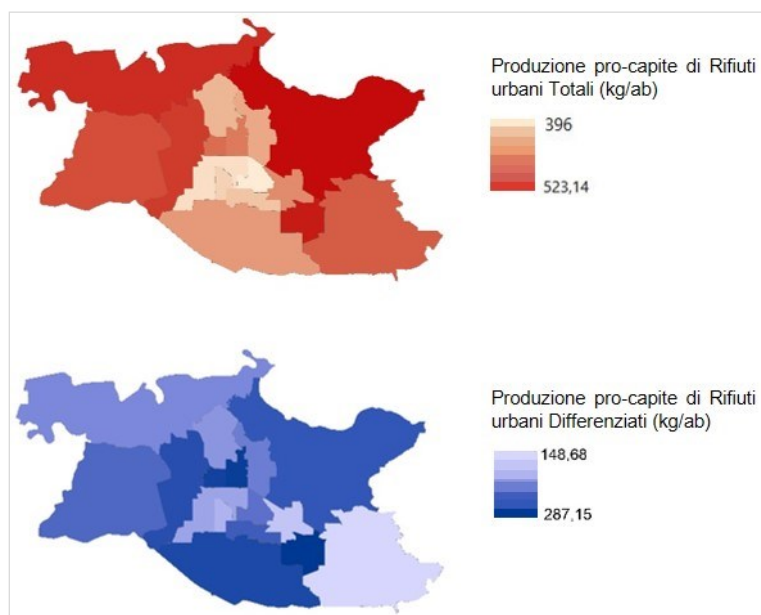 Produzione pro-capite di Rifiuti
urbani Totali (kg/ab)
396
523,14
Produzione pro-capite di Rifiuti
urbani Differenziati (kg/ab)
148,68
287,15